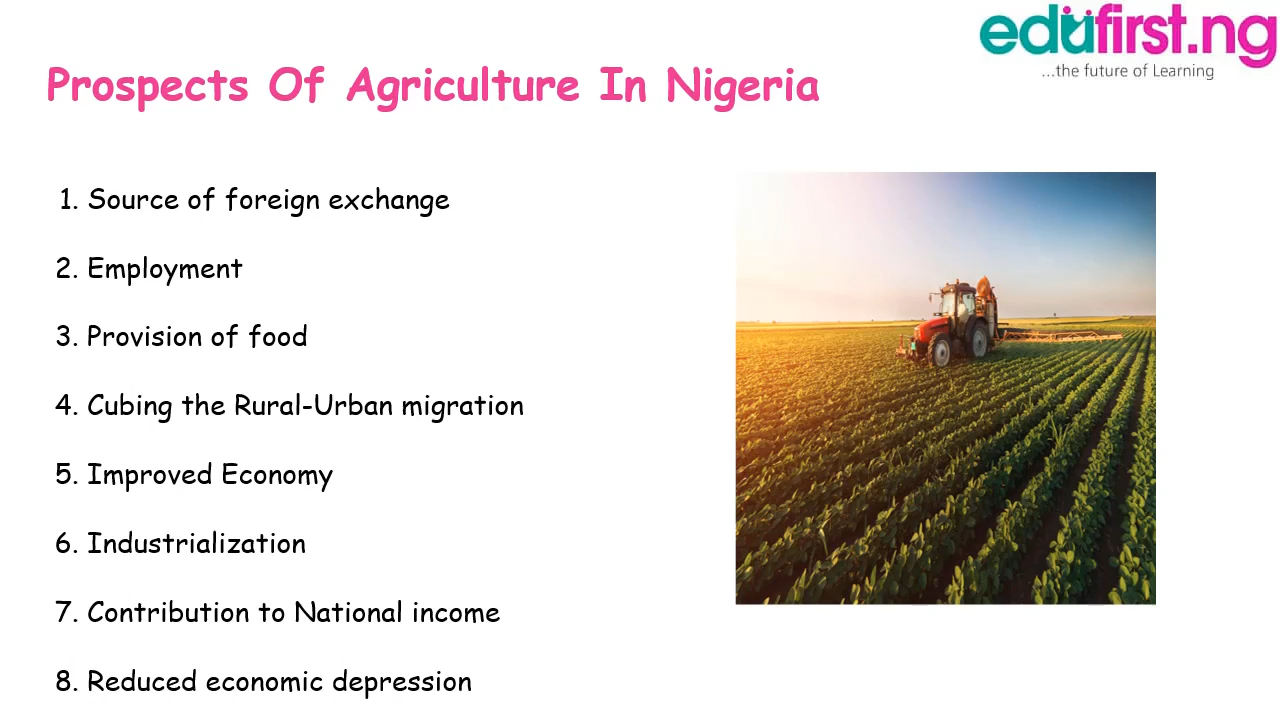 edufirst.ng
...the future of Learning
Prospects Of Agriculture In Nigeria
1. Source of foreign exchange
2. Employment
3. Provision of food
4. Cubing the Rural-Urban migration
5. Improved Economy
6. Industrialization
7. Contribution to National income
8. Reduced economic depression